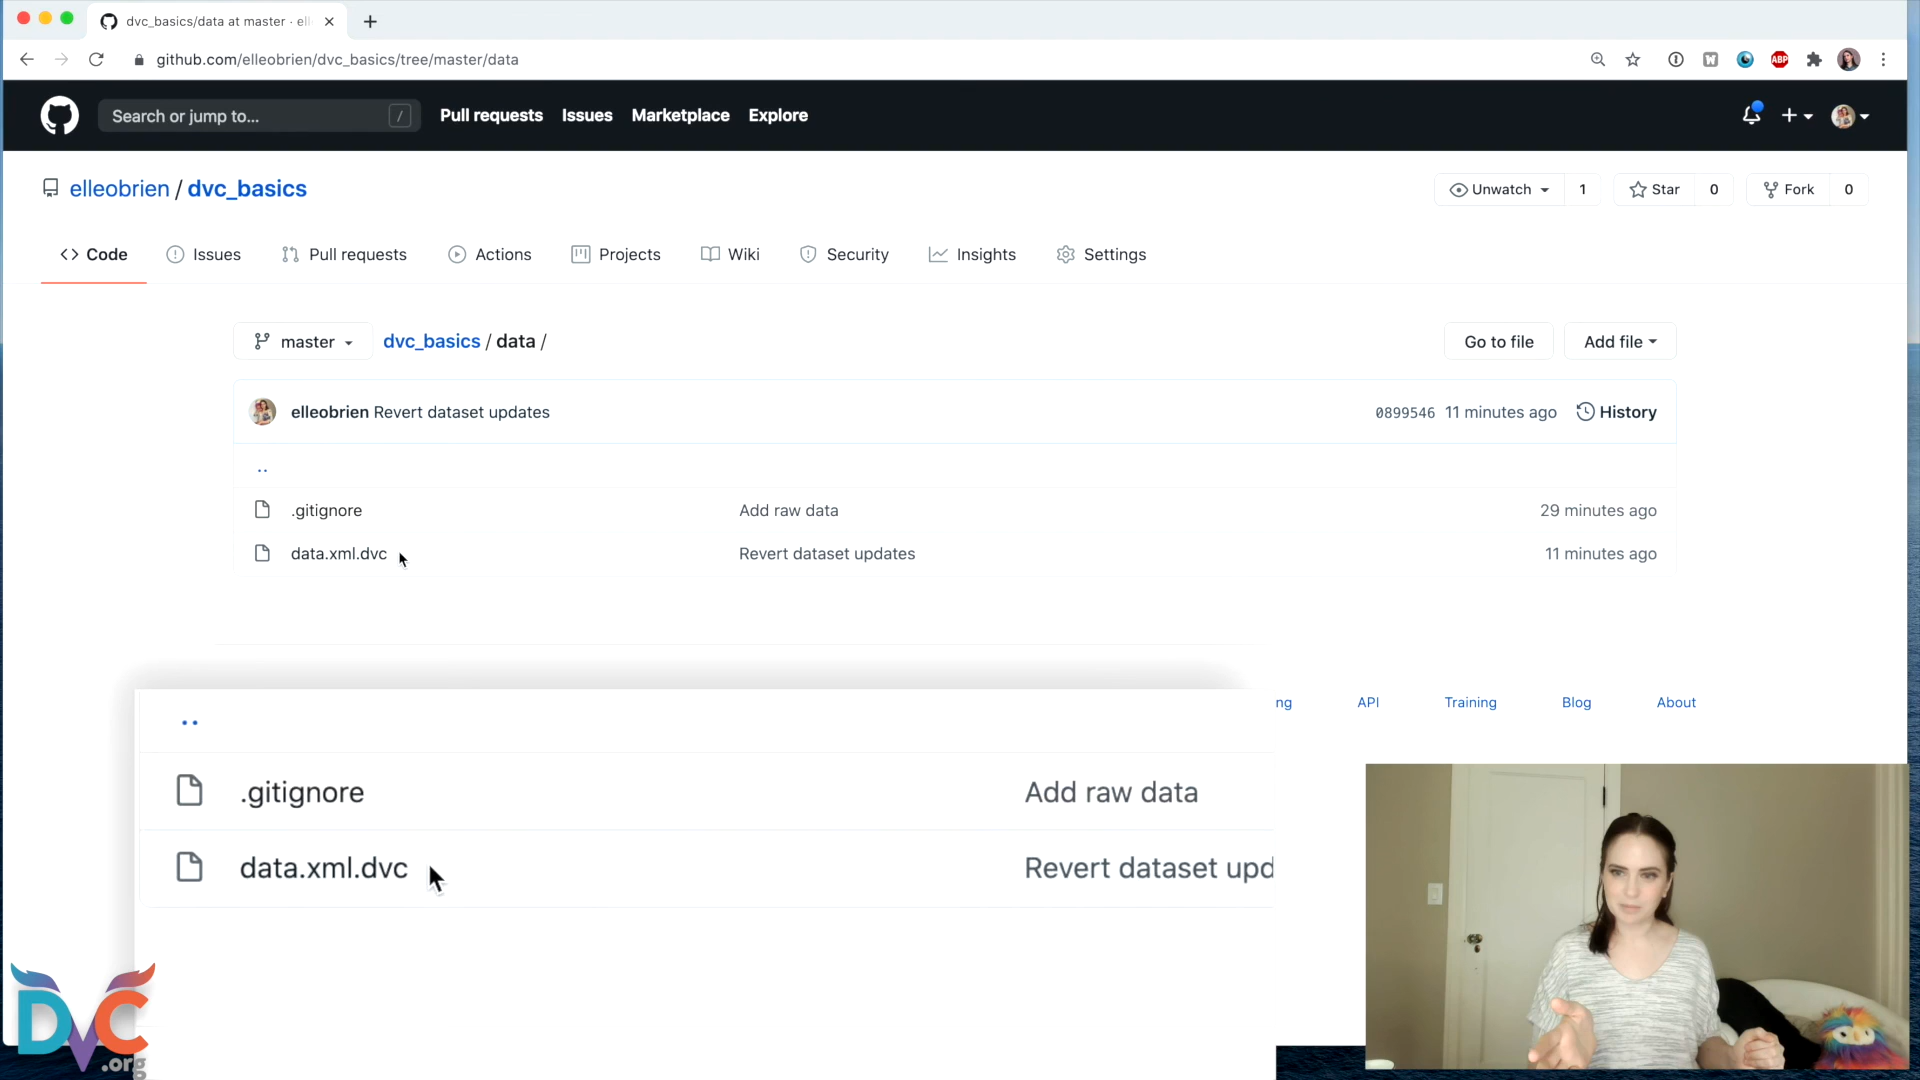 dvc_basics/data at master · ell
github.com/elleobrien/dvc_basics/tree/master/data
ABP
Search or jump to... /
Pull requests Issues Marketplace Explore
elleobrien / dvc_basics
Unwatch 1 Star 0 Fork 0
Code Issues Pull requests Actions Projects Wiki Security Insights Settings
master dvc_basics / data /
Go to file Add file
elleobrien Revert dataset updates 0899546 11 minutes ago History
..
.gitignore Add raw data 29 minutes ago
data.xml.dvc Revert dataset updates 11 minutes ago
ng API Training Blog About
..
.gitignore Add raw data
data.xml.dvc Revert dataset upd
DVC
.org